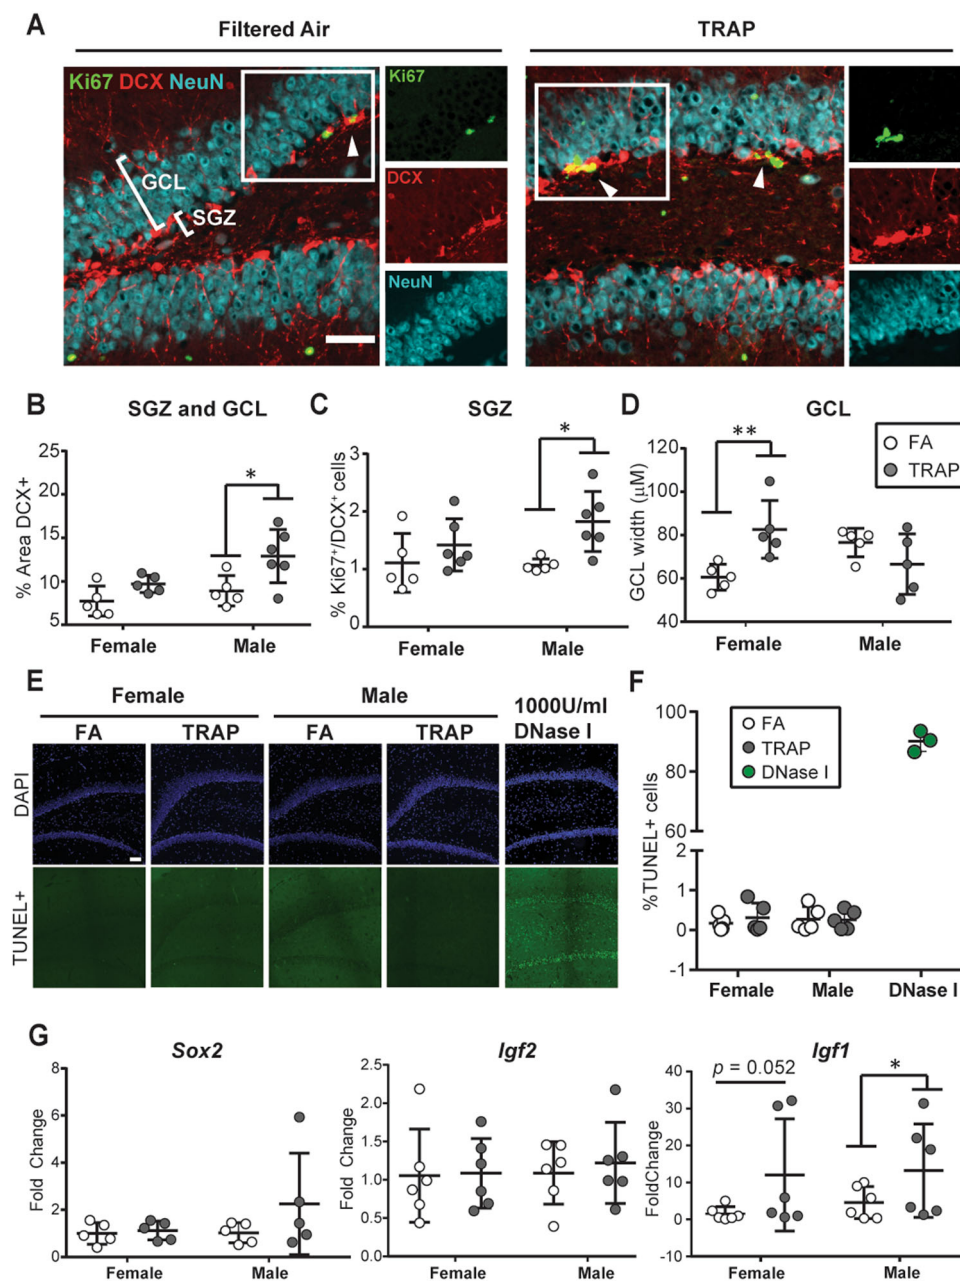 A
Filtered Air
TRAP
Ki67 DCX NeuN
Ki67
GCL
SGZ
DCX
NeuN
B
SGZ and GCL
% Area DCX+
25
20
15
10
5
*
Female
Male
C
SGZ
% Ki67+/DCX+ cells
3
2
1
0
*
Female
Male
D
GCL
GCL width (µM)
120
100
80
60
40
**
FA
TRAP
Female
Male
E
Female
Male
1000U/ml
FA
TRAP
FA
TRAP
DNase I
DAPI
TUNEL+
F
%TUNEL+ cells
100
80
60
2
1
0
-1
FA
TRAP
DNase I
Female
Male
DNase I
G
Sox2
Fold Change
8
6
4
2
0
Female
Male
Igf2
Fold Change
2.5
2.0
1.5
1.0
0.5
0.0
Female
Male
Igf1
FoldChange
40
30
20
10
0
-10
p = 0.052
*
Female
Male